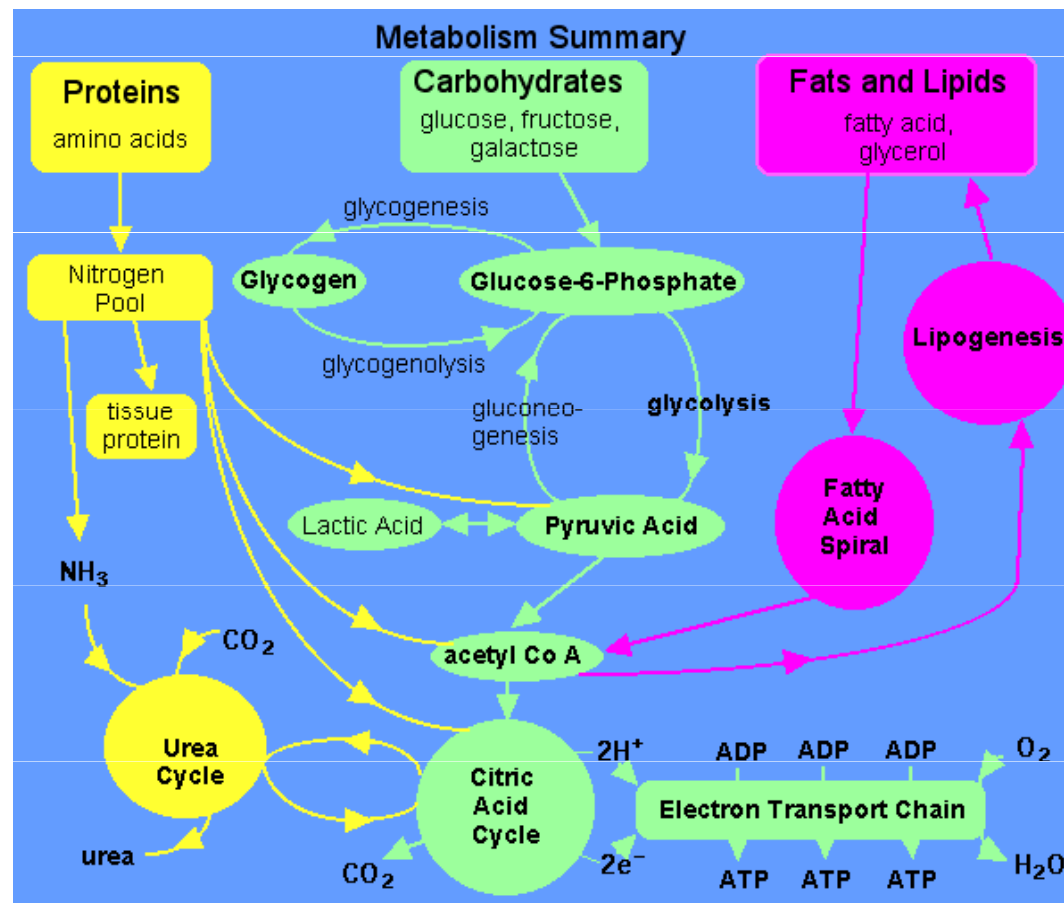 Metabolism Summary
Proteins
amino acids
Carbohydrates
glucose, fructose,
galactose
Fats and Lipids
fatty acid,
glycerol
glycogenesis
Nitrogen
Pool
Glycogen
Glucose-6-Phosphate
Lipogenesis
glycogenolysis
tissue
protein
gluconeo-
genesis
glycolysis
Fatty
Acid
Spiral
Lactic Acid
Pyruvic Acid
NH₃
CO₂
acetyl Co A
Urea
Cycle
Citric
Acid
Cycle
2H⁺
ADP ADP ADP
O₂
Electron Transport Chain
urea
CO₂
2e⁻
ATP ATP ATP
H₂O